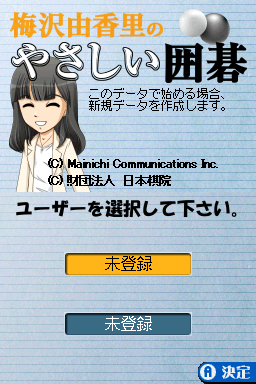 梅沢由香里の
やさしい囲碁
このデータで始める場合、
新規データを作成します。
(C) Mainichi Communications Inc.
(C) 財団法人 日本棋院
ユーザーを選択して下さい。
未登録
未登録
A 決定